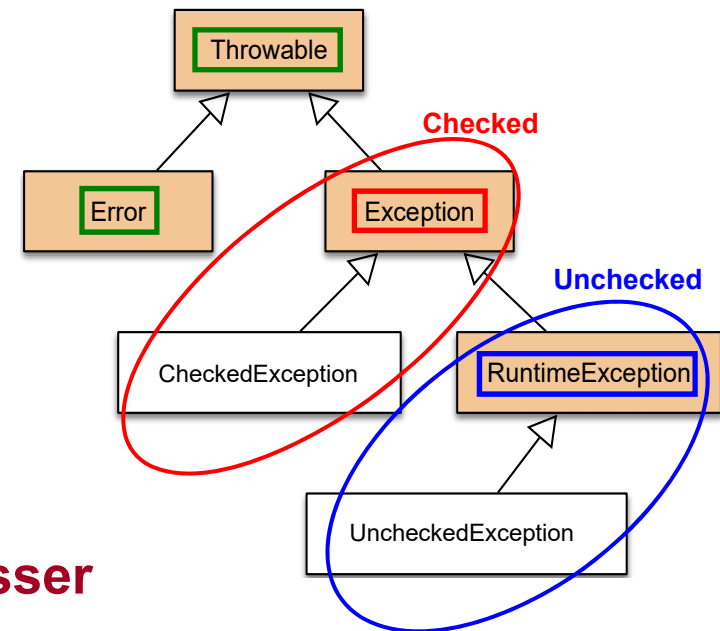 Throwable
Checked
Error
Exception
Unchecked
CheckedException
RuntimeException
UncheckedException
sser